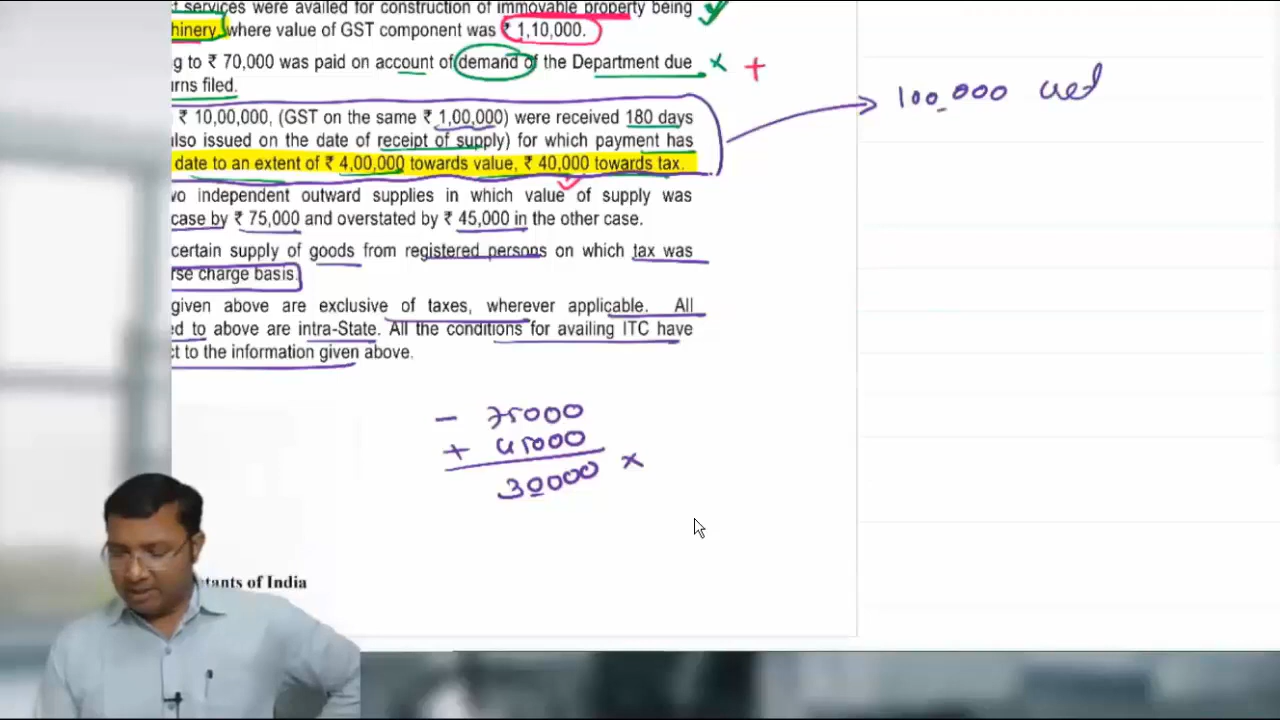 t services were availed for construction of immovable property being
hinery where value of GST component was ₹ 1,10,000.
g to ₹ 70,000 was paid on account of demand of the Department due
urns filed.
₹ 10,00,000, (GST on the same ₹ 1,00,000) were received 180 days
also issued on the date of receipt of supply) for which payment has
date to an extent of ₹ 4,00,000 towards value, ₹ 40,000 towards tax.
wo independent outward supplies in which value of supply was
case by ₹ 75,000 and overstated by ₹ 45,000 in the other case.
certain supply of goods from registered persons on which tax was
rse charge basis.
given above are exclusive of taxes, wherever applicable. All
ed to above are intra-State. All the conditions for availing ITC have
ct to the information given above.
100,000
- 75000
+ 45000
30000 x
tants of India